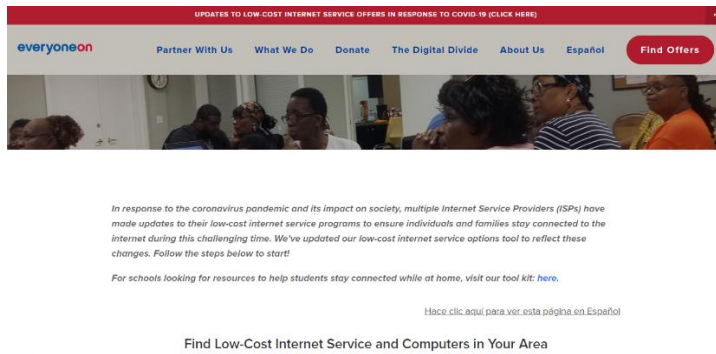 UPDATES TO LOW-COST INTERNET SERVICE OFFERS IN RESPONSE TO COVID-19 (CLICK HERE)
everyoneon Partner With Us What We Do Donate The Digital Divide About Us Español Find Offers
In response to the coronavirus pandemic and its impact on society, multiple Internet Service Providers (ISPs) have
made updates to their low-cost internet service programs to ensure individuals and families stay connected to the
internet during this challenging time. We've updated our low-cost internet service options tool to reflect these
changes. Follow the steps below to start!
For schools looking for resources to help students stay connected while at home, visit our tool kit: here.
Hace clic aquí para ver esta página en Español
Find Low-Cost Internet Service and Computers in Your Area